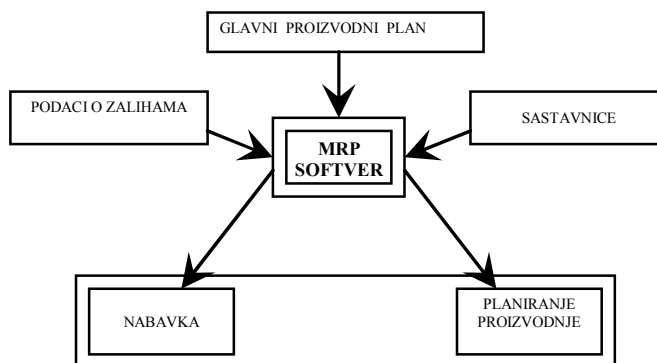 GLAVNI PROIZVODNI PLAN
PODACI O ZALIHAMA
SASTAVNICE
MRP
SOFTVER
NABAVKA
PLANIRANJE
PROIZVODNJE